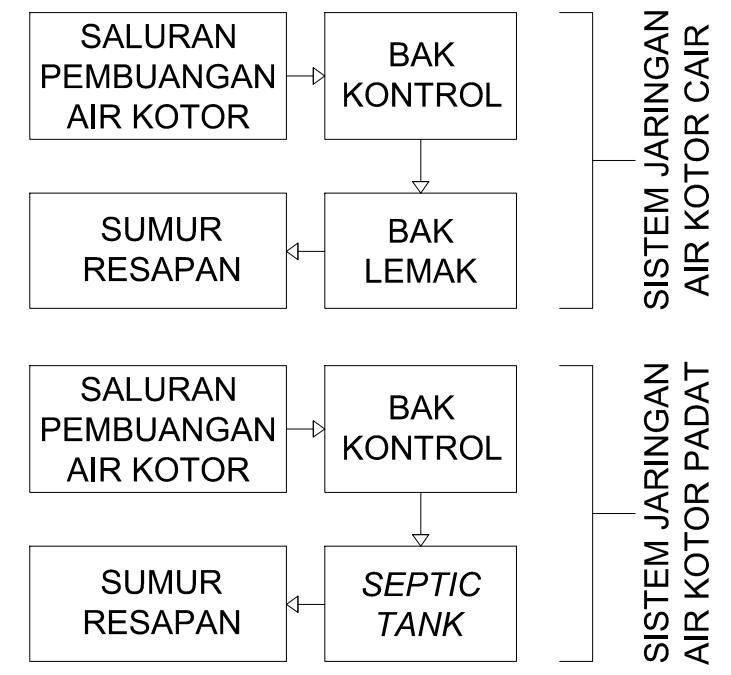 SALURAN
PEMBUANGAN
AIR KOTOR
BAK
KONTROL
SUMUR
RESAPAN
BAK
LEMAK
SISTEM JARINGAN
AIR KOTOR CAIR
SALURAN
PEMBUANGAN
AIR KOTOR
BAK
KONTROL
SUMUR
RESAPAN
SEPTIC
TANK
SISTEM JARINGAN
AIR KOTOR PADAT